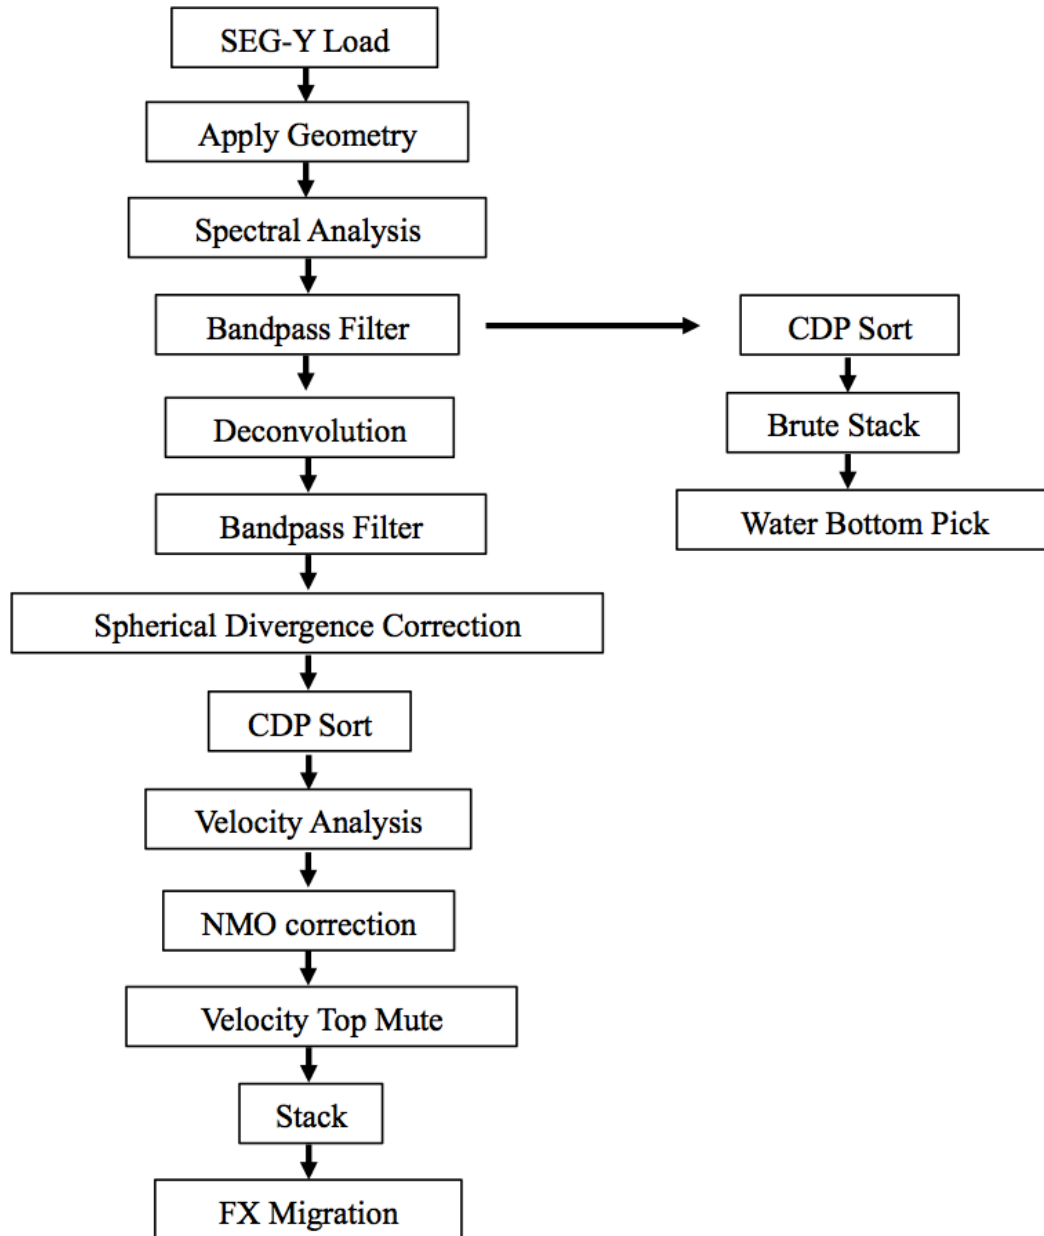 SEG-Y Load
Apply Geometry
Spectral Analysis
Bandpass Filter
CDP Sort
Deconvolution
Brute Stack
Bandpass Filter
Water Bottom Pick
Spherical Divergence Correction
CDP Sort
Velocity Analysis
NMO correction
Velocity Top Mute
Stack
FX Migration